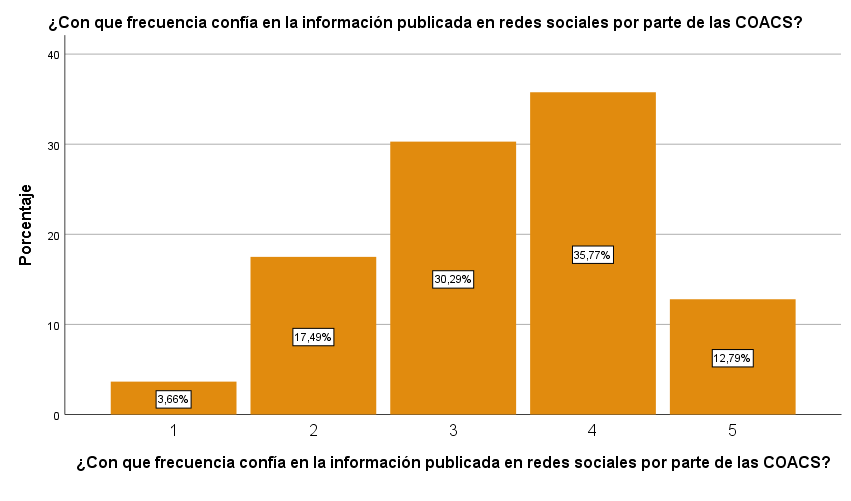 ¿Con que frecuencia confía en la información publicada en redes sociales por parte de las COACS?
40
30
20
10
0
Porcentaje
3,66%
17,49%
30,29%
35,77%
12,79%
1 2 3 4 5
¿Con que frecuencia confía en la información publicada en redes sociales por parte de las COACS?